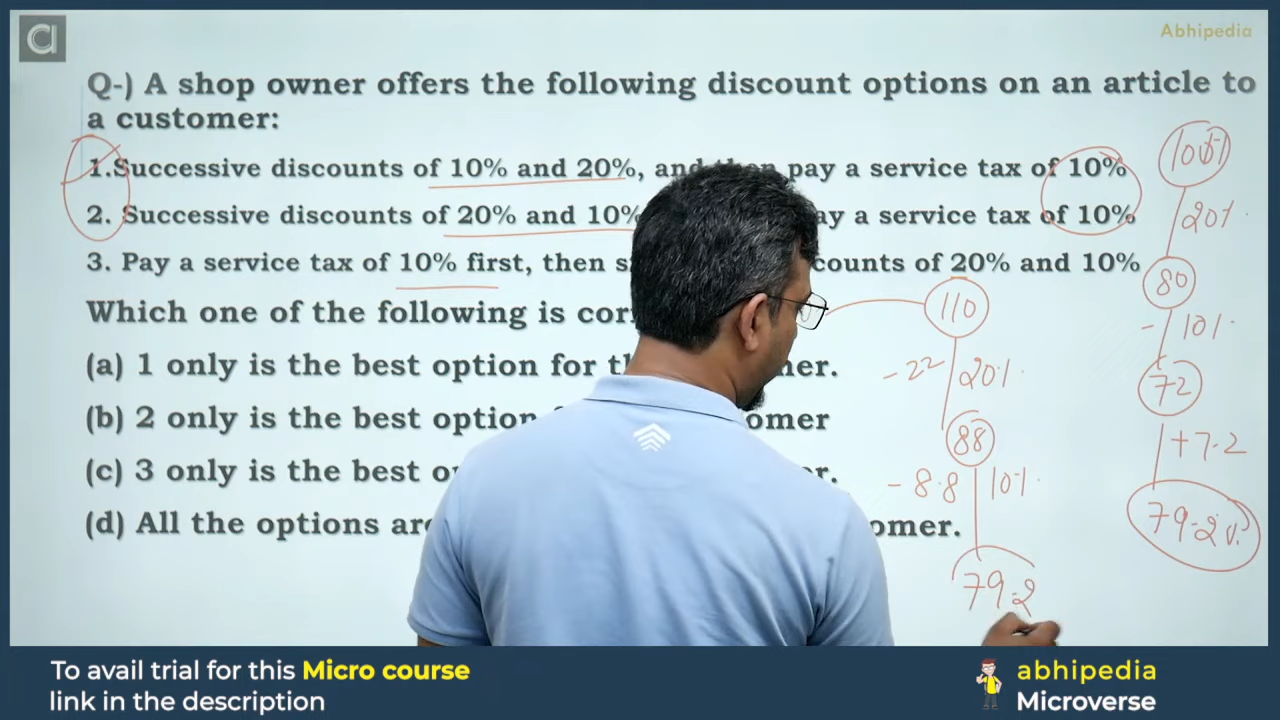 Abhipedia
Q-) A shop owner offers the following discount options on an article to
a customer:
1.Successive discounts of 10% and 20%, and then pay a service tax of 10%
2. Successive discounts of 20% and 10% ay a service tax of 10%
3. Pay a service tax of 10% first, then s counts of 20% and 10%
Which one of the following is cor
(a) 1 only is the best option for t er.
(b) 2 only is the best option omer
(c) 3 only is the best o r.
(d) All the options are omer.
100%
20%
80
- 10%
72
+7.2
79.2
110
-22 20%
88
-8.8 10%
79.2
To avail trial for this Micro course
link in the description
abhipedia
Microverse